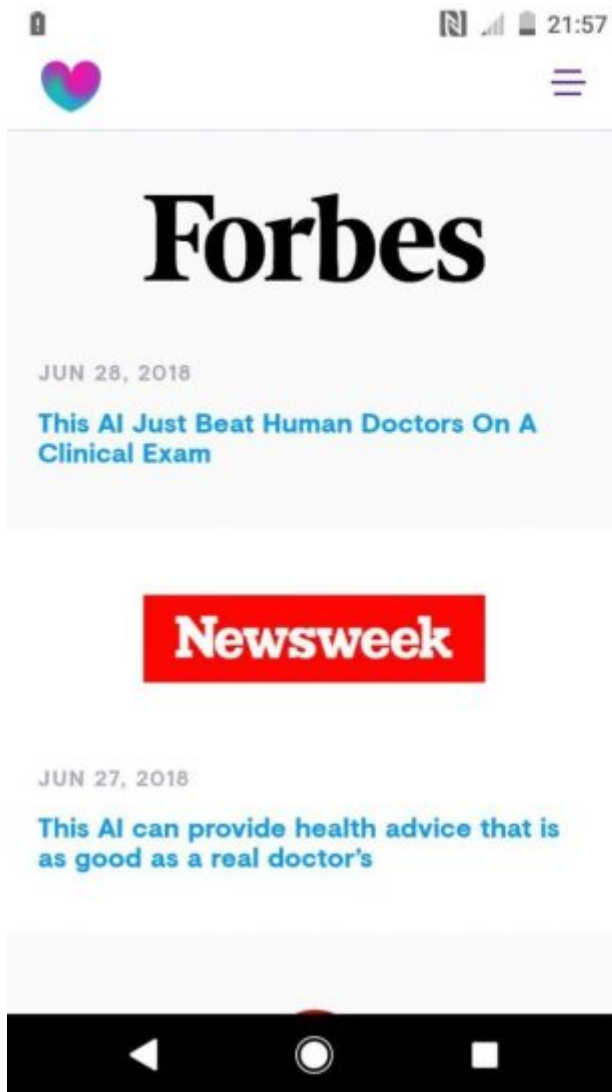 21:57
Forbes
JUN 28, 2018
This AI Just Beat Human Doctors On A
Clinical Exam
Newsweek
JUN 27, 2018
This AI can provide health advice that is
as good as a real doctor's